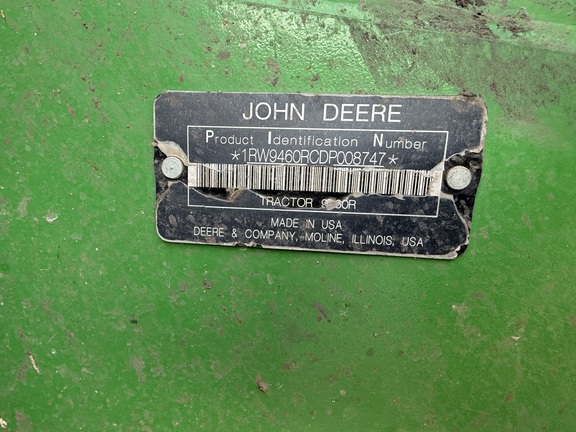 JOHN DEERE
Product Identification Number
*1RW9460RCDP008747*
TRACTOR
MADE IN USA
DEERE & COMPANY, MOLINE, ILLINOIS, USA